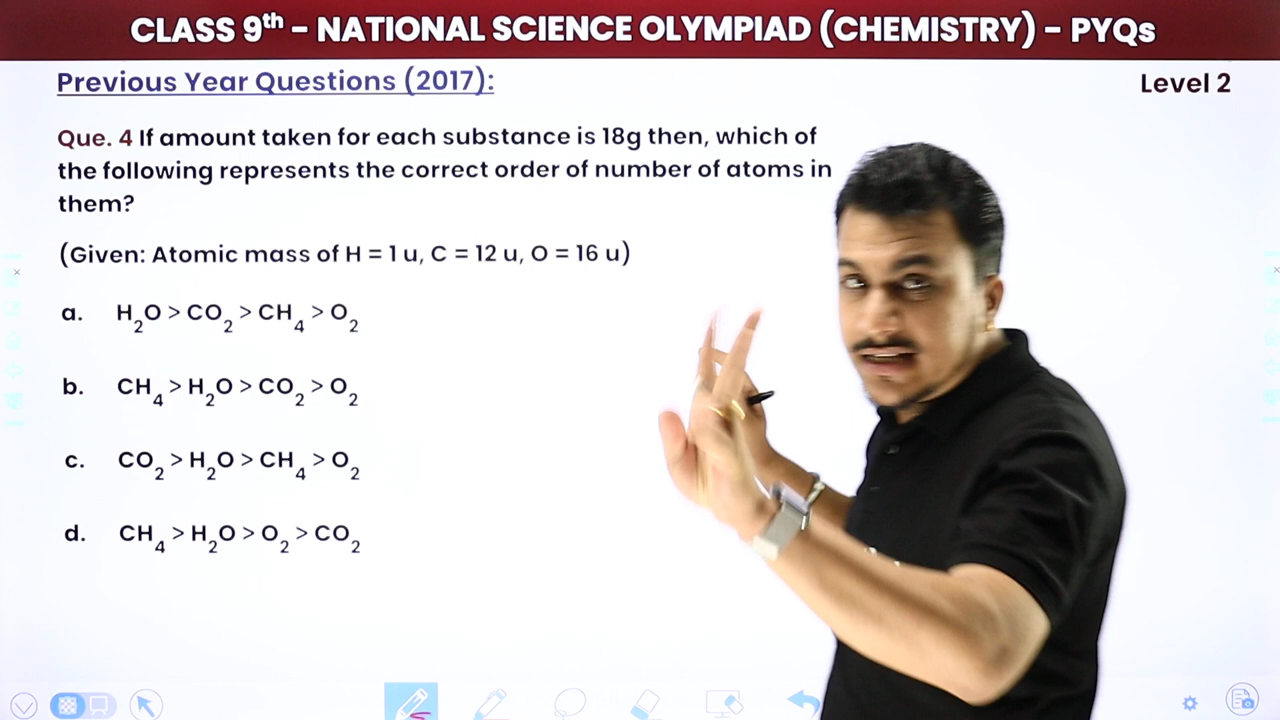 CLASS 9th – NATIONAL SCIENCE OLYMPIAD (CHEMISTRY) – PYQs
Previous Year Questions (2017):
Level 2
Que. 4 If amount taken for each substance is 18g then, which of
the following represents the correct order of number of atoms in
them?
(Given: Atomic mass of H = 1 u, C = 12 u, O = 16 u)
a. H₂O > CO₂ > CH₄ > O₂
b. CH₄ > H₂O > CO₂ > O₂
c. CO₂ > H₂O > CH₄ > O₂
d. CH₄ > H₂O > O₂ > CO₂